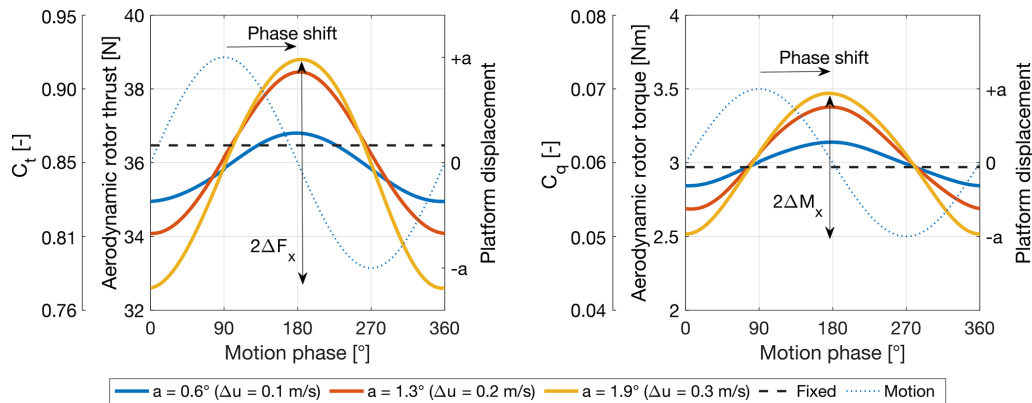 0.95
0.90
0.85
0.81
0.76
C_t [-]
40
38
36
34
32
Aerodynamic rotor thrust [N]
Phase shift
2ΔF_x
+a
0
-a
Platform displacement
0 90 180 270 360
Motion phase [°]
0.08
0.07
0.06
0.05
0.04
C_q [-]
4
3.5
3
2.5
2
Aerodynamic rotor torque [Nm]
Phase shift
2ΔM_x
+a
0
-a
Platform displacement
0 90 180 270 360
Motion phase [°]
a = 0.6° (Δu = 0.1 m/s) a = 1.3° (Δu = 0.2 m/s) a = 1.9° (Δu = 0.3 m/s) Fixed Motion